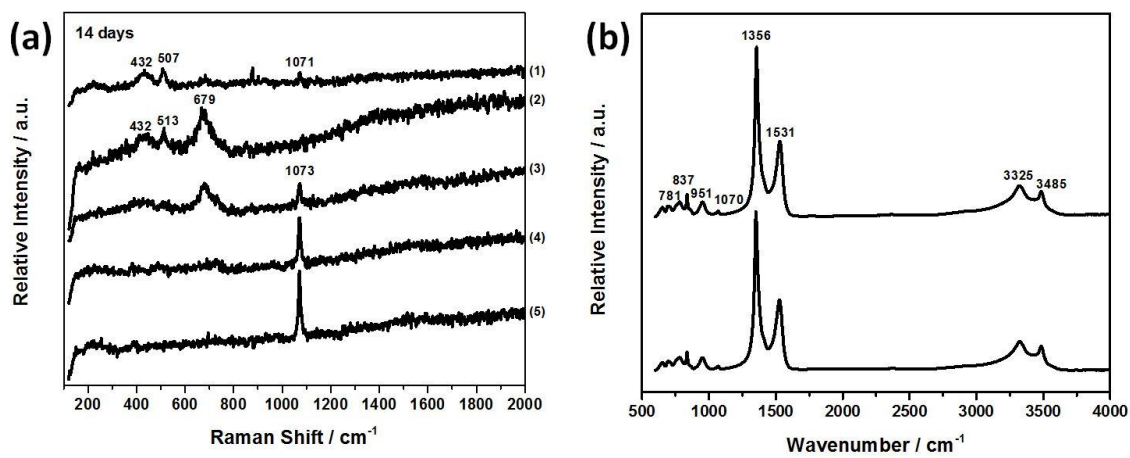 (a)
14 days
432
507
1071
(1)
(2)
679
432
513
1073
(3)
(4)
(5)
Relative Intensity / a.u.
200 400 600 800 1000 1200 1400 1600 1800 2000
Raman Shift / cm⁻¹
(b)
1356
1531
837
781
951
1070
3325
3485
Relative Intensity / a.u.
500 1000 1500 2000 2500 3000 3500 4000
Wavenumber / cm⁻¹